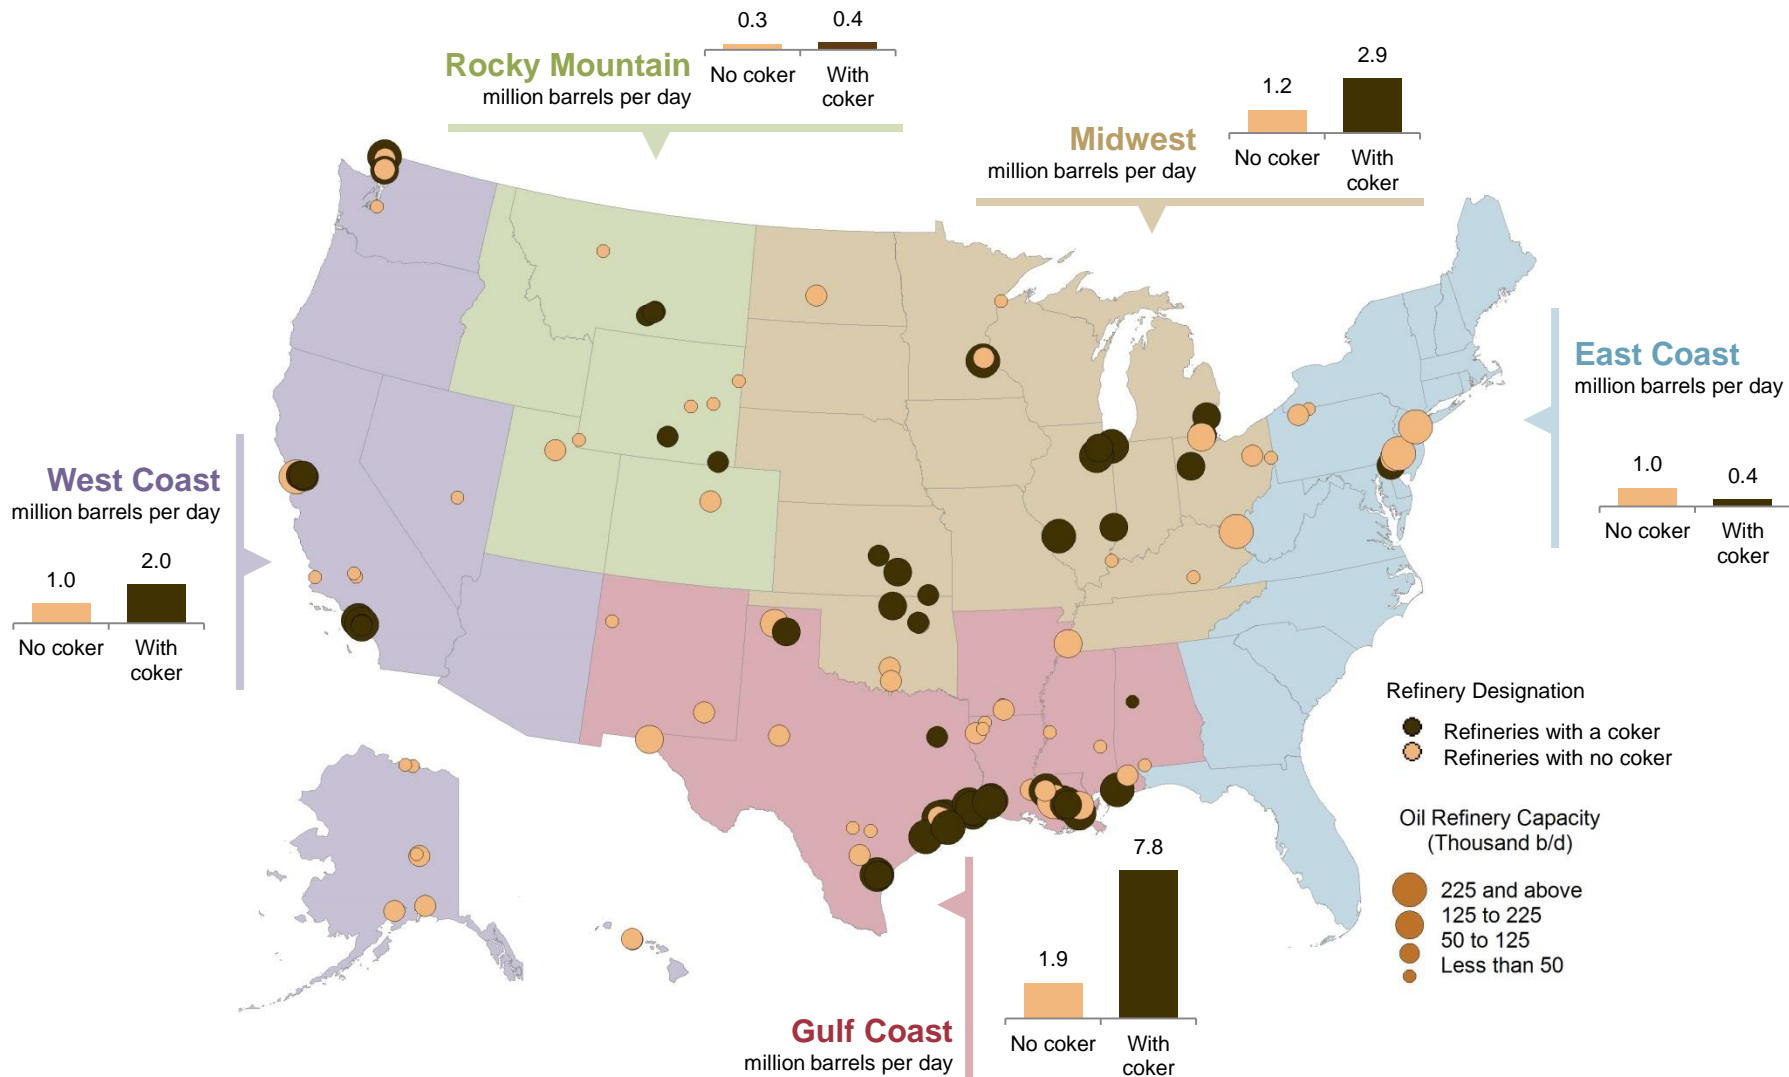 0.3 0.4
Rocky Mountain
million barrels per day
No coker With
coker
2.9
1.2
Midwest
million barrels per day
No coker With
coker
East Coast
million barrels per day
1.0 0.4
No coker With
coker
West Coast
million barrels per day
1.0 2.0
No coker With
coker
Refinery Designation
Refineries with a coker
Refineries with no coker
Oil Refinery Capacity
(Thousand b/d)
225 and above
125 to 225
50 to 125
Less than 50
7.8
1.9
Gulf Coast
million barrels per day
No coker With
coker